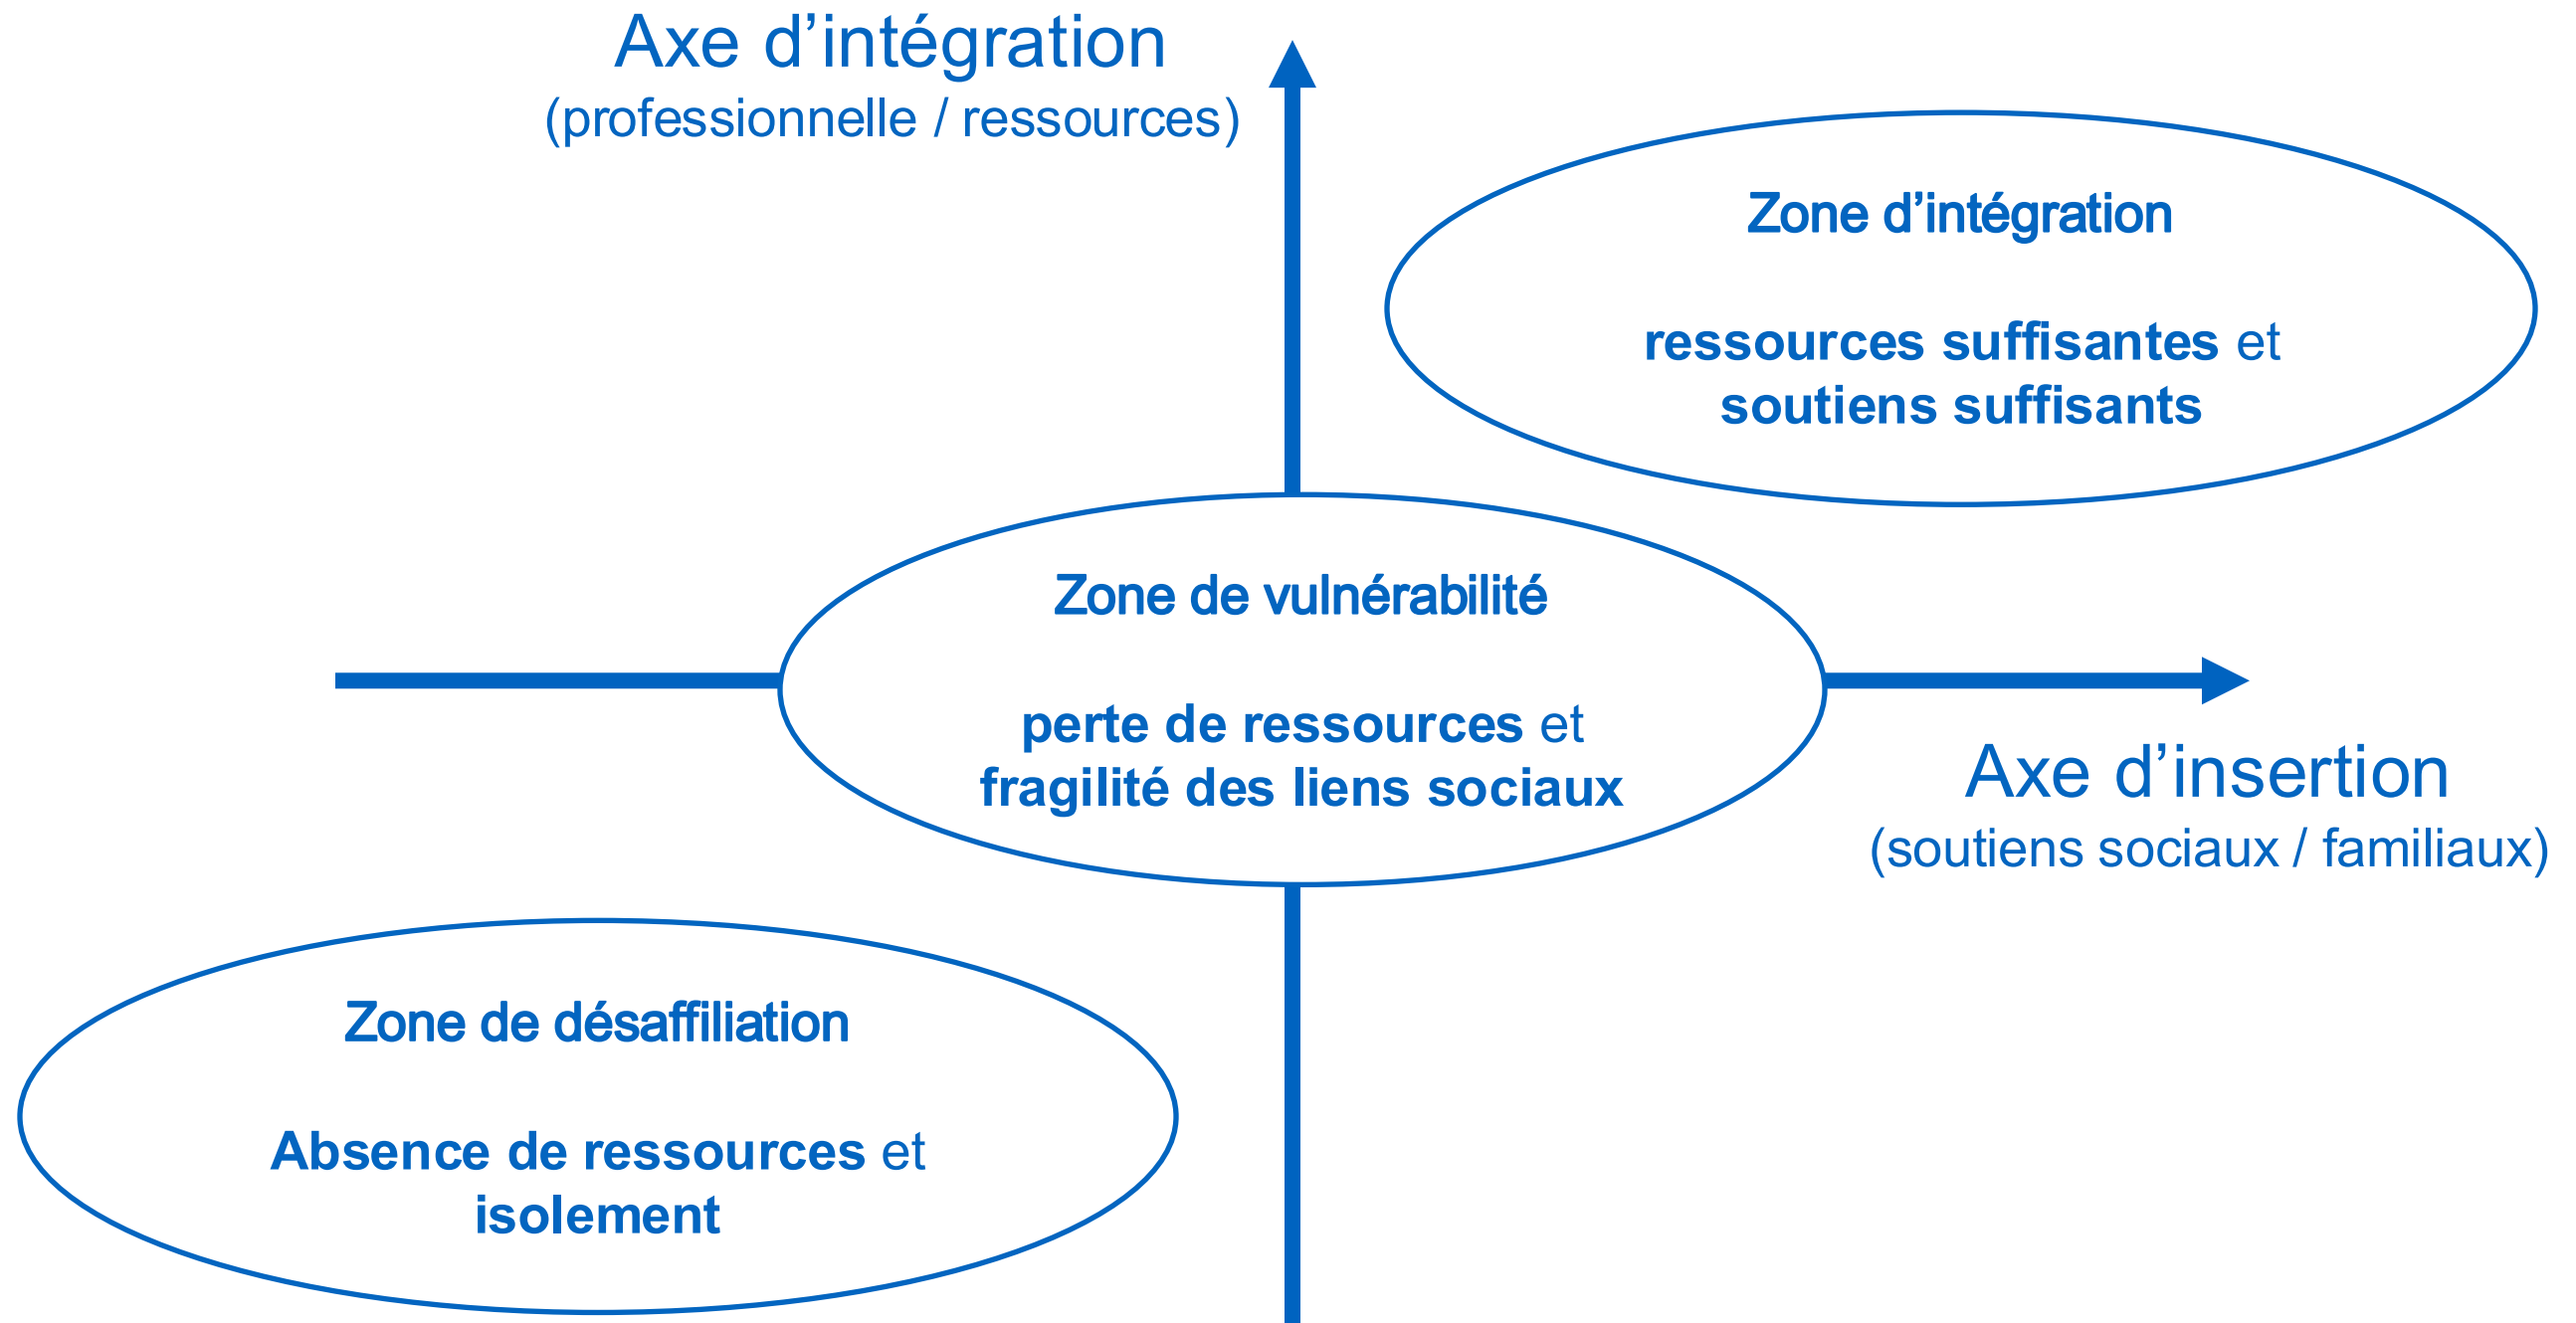 Axe d’intégration
(professionnelle / ressources)
Zone d’intégration
ressources suffisantes et
soutiens suffisants
Zone de vulnérabilité
perte de ressources et
fragilité des liens sociaux
Axe d’insertion
(soutiens sociaux / familiaux)
Zone de désaffiliation
Absence de ressources et
isolement